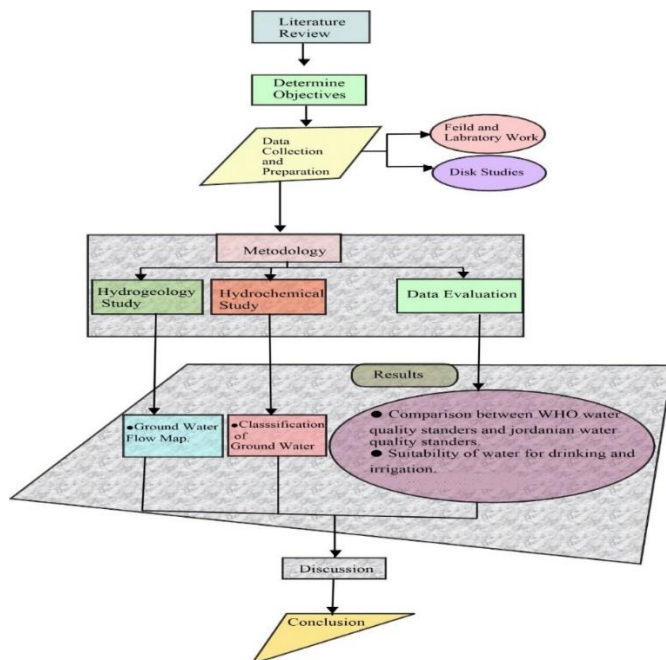 Literature
Review
Determine
Objectives
Data
Collection
and
Preparation
Feild and
Labratory Work
Disk Studies
Metodology
Hydrogeology
Study
Hydrochemical
Study
Data Evaluation
Results
●Ground Water
Flow Map.
●Classsification
of
Ground Water
● Comparison between WHO water
quality standers and jordanian water
quality standers.
● Suitability of water for drinking and
irrigation.
Discussion
Conclusion